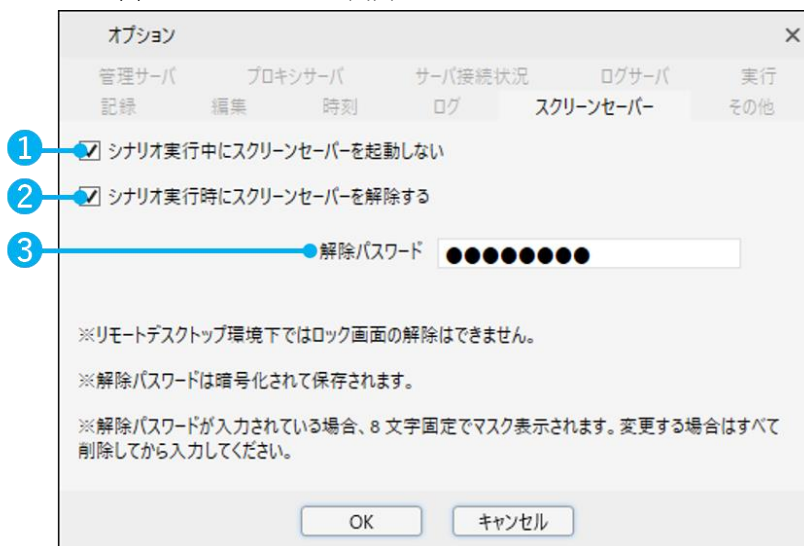 オプション
×
管理サーバ プロキシサーバ サーバ接続状況 ログサーバ 実行
記録 編集 時刻 ログ スクリーンセーバー その他
1 シナリオ実行中にスクリーンセーバーを起動しない
2 シナリオ実行時にスクリーンセーバーを解除する
3 解除パスワード ●●●●●●●●
※リモートデスクトップ環境下ではロック画面の解除はできません。
※解除パスワードは暗号化されて保存されます。
※解除パスワードが入力されている場合、8 文字固定でマスク表示されます。変更する場合はすべて
削除してから入力してください。
OK キャンセル